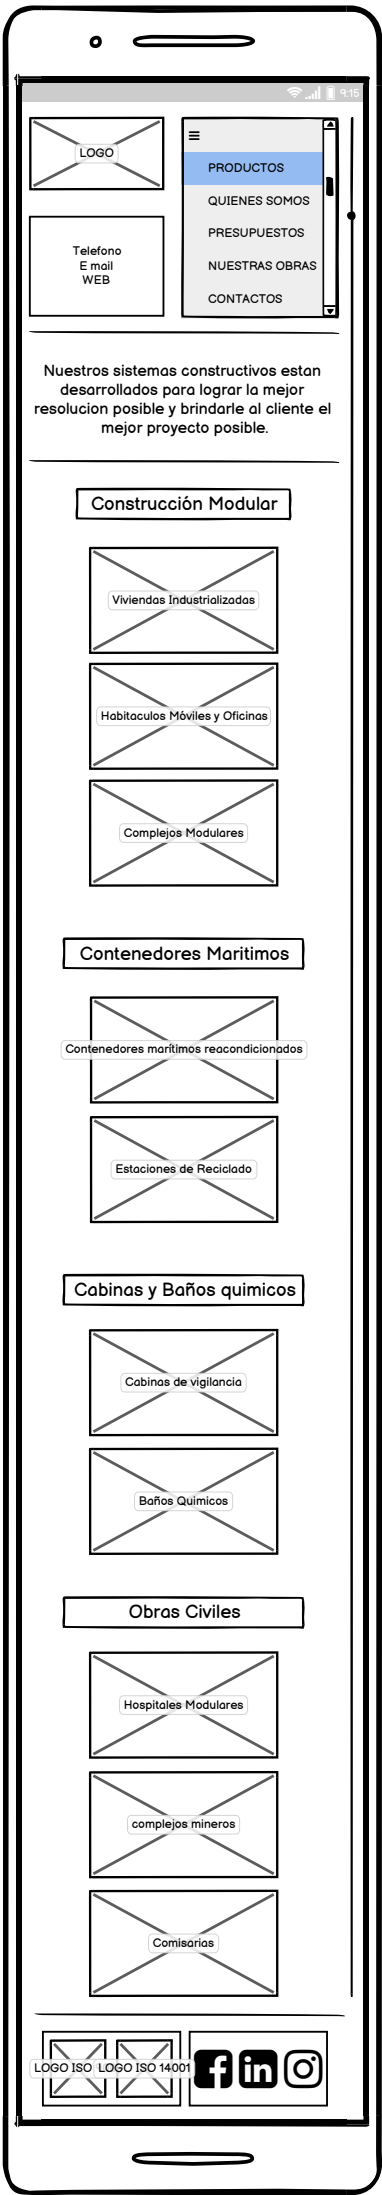 9:15
LOGO
Telefono
E mail
WEB
PRODUCTOS
QUIENES SOMOS
PRESUPUESTOS
NUESTRAS OBRAS
CONTACTOS
Nuestros sistemas constructivos estan
desarrollados para lograr la mejor
resolucion posible y brindarle al cliente el
mejor proyecto posible.
Construcción Modular
Viviendas Industrializadas
Habitaculos Móviles y Oficinas
Complejos Modulares
Contenedores Maritimos
Contenedores marítimos reacondicionados
Estaciones de Reciclado
Cabinas y Baños quimicos
Cabinas de vigilancia
Baños Quimicos
Obras Civiles
Hospitales Modulares
complejos mineros
Comisarias
LOGO ISO
LOGO ISO 14001
f
in